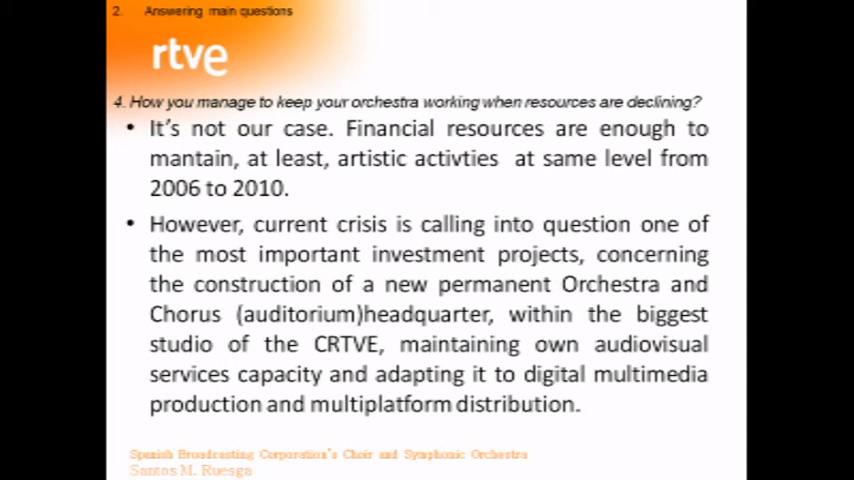 2. Answering main questions
rtve
4. How you manage to keep your orchestra working when resources are declining?
• It's not our case. Financial resources are enough to
mantain, at least, artistic activties at same level from
2006 to 2010.
• However, current crisis is calling into question one of
the most important investment projects, concerning
the construction of a new permanent Orchestra and
Chorus (auditorium)headquarter, within the biggest
studio of the CRTVE, maintaining own audiovisual
services capacity and adapting it to digital multimedia
production and multiplatform distribution.
Spanish Broadcasting Corporation's Choir and Symphonic Orchestra
Santos M. Ruesga